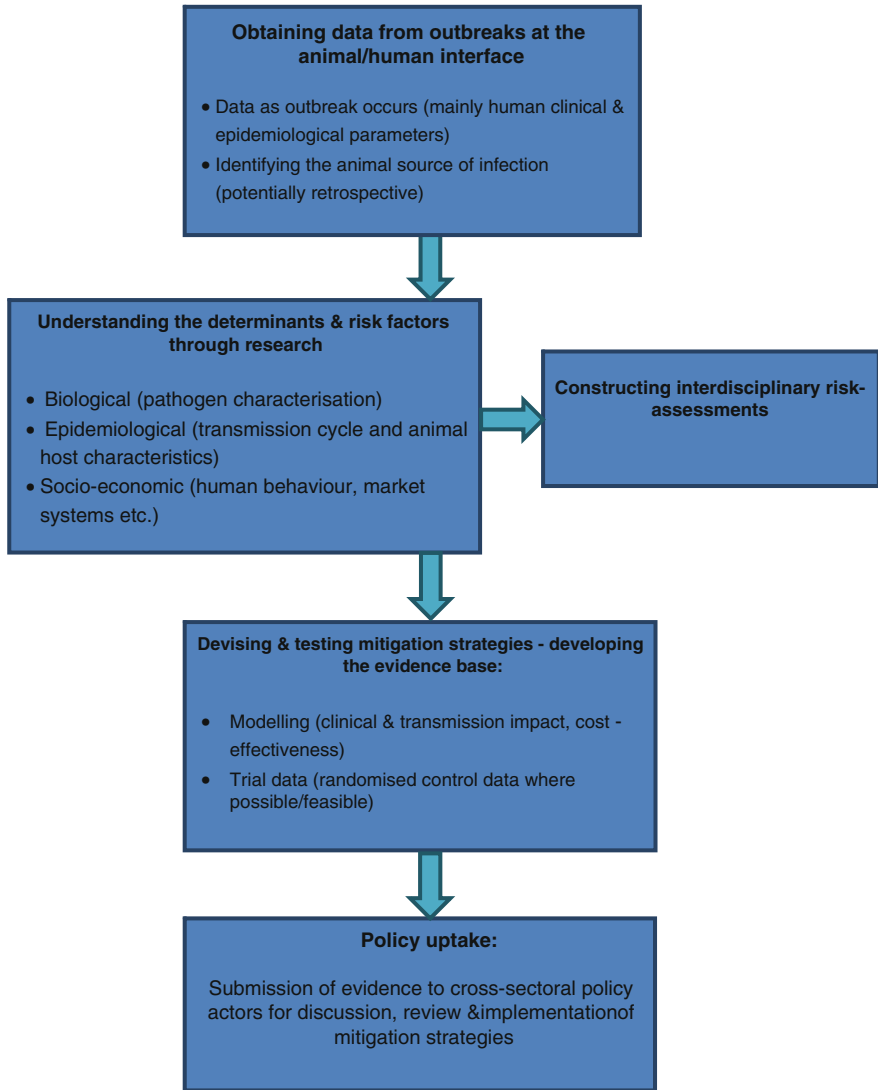 Obtaining data from outbreaks at the
animal/human interface
• Data as outbreak occurs (mainly human clinical &
epidemiological parameters)
• Identifying the animal source of infection
(potentially retrospective)
Understanding the determinants & risk factors
through research
• Biological (pathogen characterisation)
• Epidemiological (transmission cycle and animal
host characteristics)
• Socio-economic (human behaviour, market
systems etc.)
Constructing interdisciplinary risk-
assessments
Devising & testing mitigation strategies - developing
the evidence base:
• Modelling (clinical & transmission impact, cost -
effectiveness)
• Trial data (randomised control data where
possible/feasible)
Policy uptake:
Submission of evidence to cross-sectoral policy
actors for discussion, review &implementationof
mitigation strategies